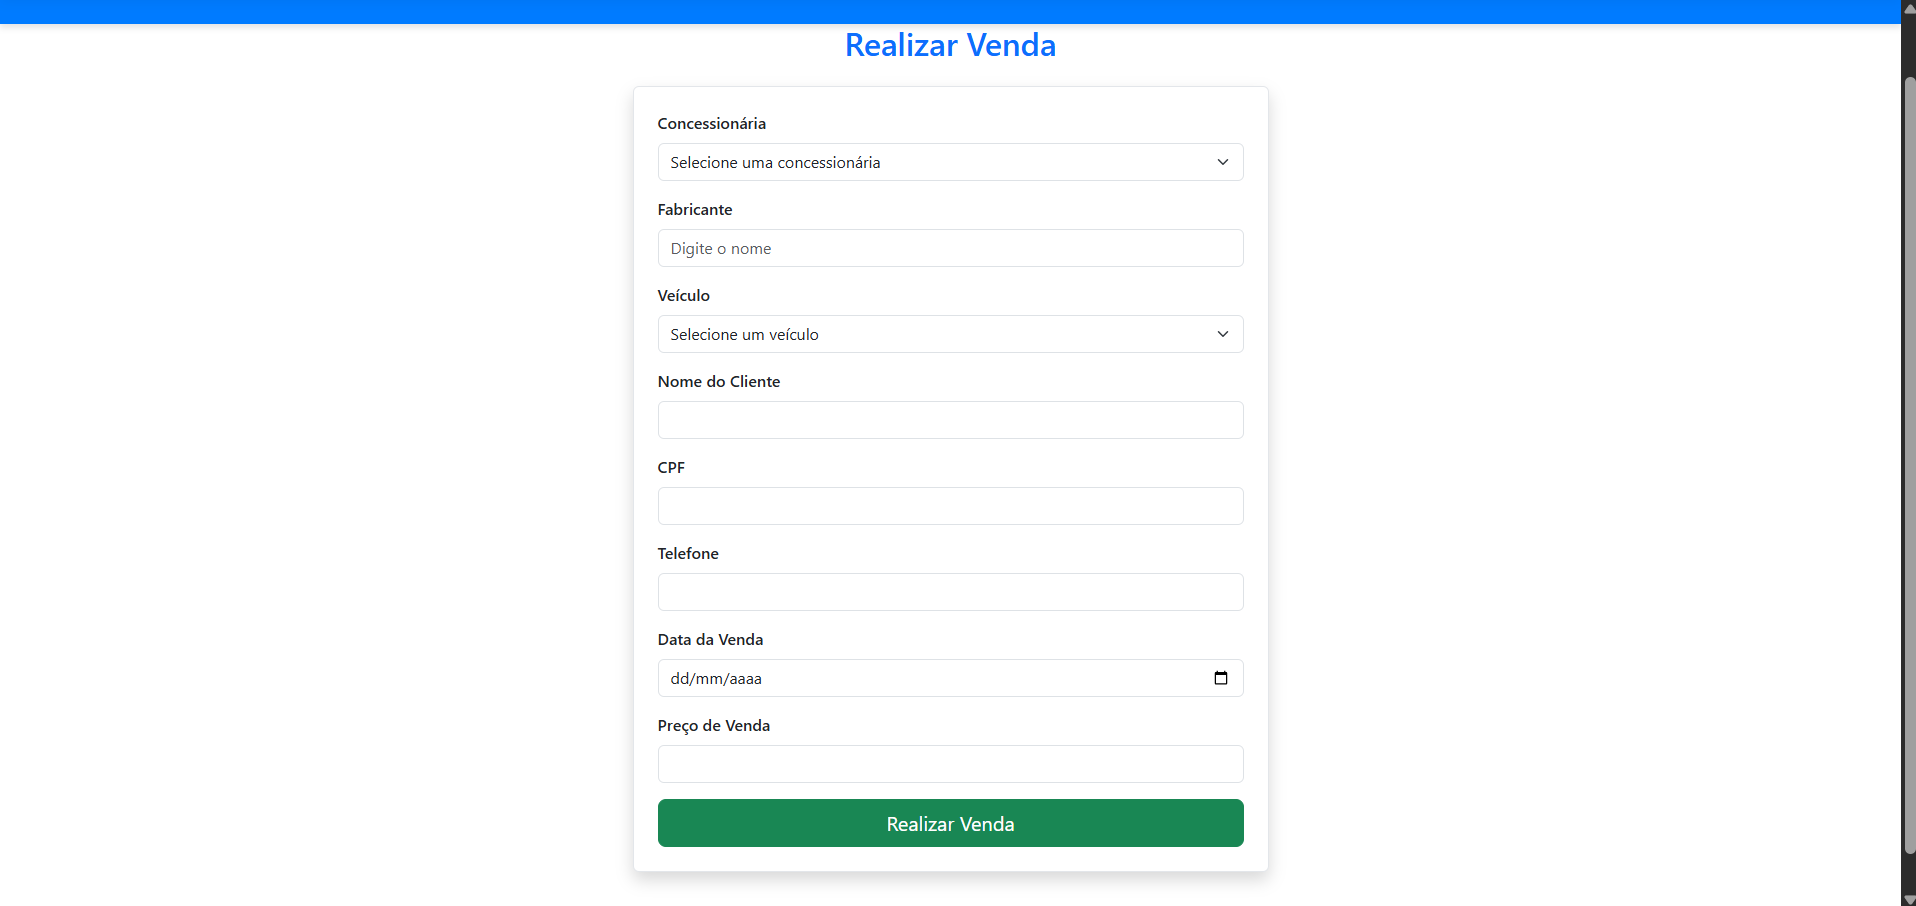 Realizar Venda
Concessionária
Selecione uma concessionária
Fabricante
Digite o nome
Veículo
Selecione um veículo
Nome do Cliente
CPF
Telefone
Data da Venda
dd/mm/aaaa
Preço de Venda
Realizar Venda